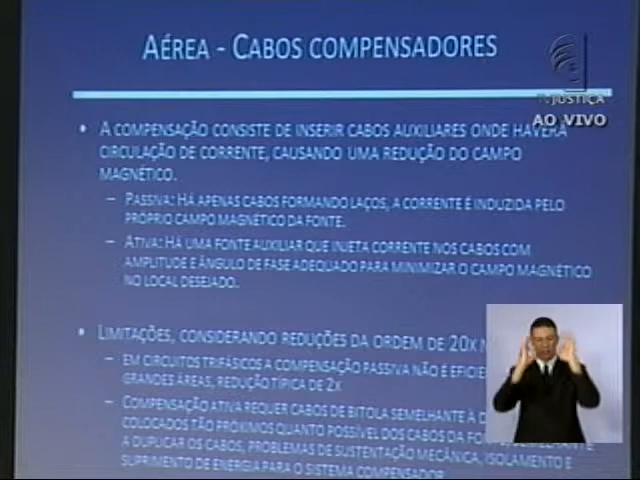 AÉREA - CABOS COMPENSADORES
TV JUSTIÇA
AO VIVO
• A COMPENSAÇÃO CONSISTE DE INSERIR CABOS AUXILIARES ONDE HAVERÁ
CIRCULAÇÃO DE CORRENTE, CAUSANDO UMA REDUÇÃO DO CAMPO
MAGNÉTICO.
– PASSIVA: HÁ APENAS CABOS FORMANDO LAÇOS, A CORRENTE É INDUZIDA PELO
PRÓPRIO CAMPO MAGNÉTICO DA FONTE.
– ATIVA: HÁ UMA FONTE AUXILIAR QUE INJETA CORRENTE NOS CABOS COM
AMPLITUDE E ÂNGULO DE FASE ADEQUADO PARA MINIMIZAR O CAMPO MAGNÉTICO
NO LOCAL DESEJADO.
• LIMITAÇÕES, CONSIDERANDO REDUÇÕES DA ORDEM DE 20X
– EM CIRCUITOS TRIFÁSICOS A COMPENSAÇÃO PASSIVA NÃO É
GRANDES ÁREAS, REDUÇÃO TÍPICA DE 2X
– COMPENSAÇÃO ATIVA REQUER CABOS DE BITOLA SEMELHANTE À
COLOCADOS TÃO PRÓXIMOS QUANTO POSSÍVEL DOS CABOS DA
A DUPLICAR OS CABOS, PROBLEMAS DE SUSTENTAÇÃO MECÂNICA, ISOLAMENTO E
SUPRIMENTO DE ENERGIA PARA O SISTEMA COMPENSADOR